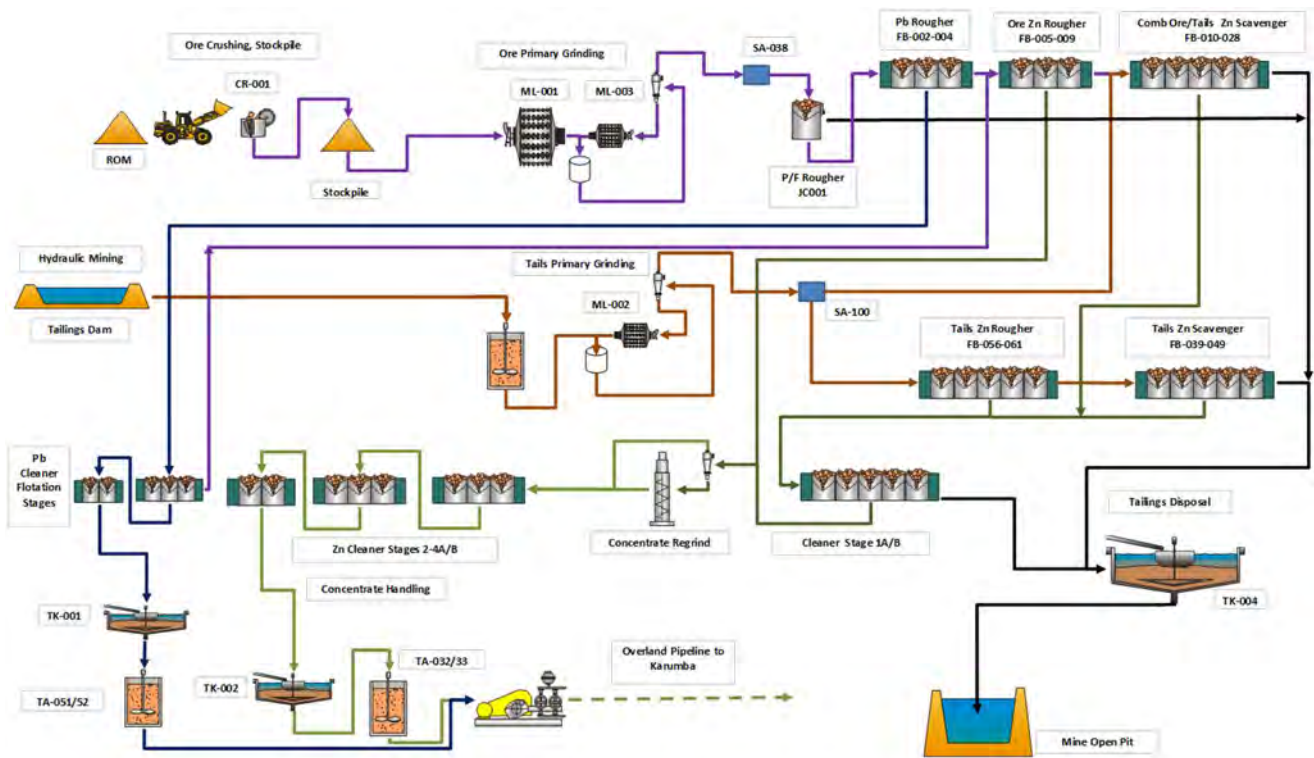 Ore Crushing, Stockpile
CR-001
ROM
Stockpile
Ore Primary Grinding
ML-001
ML-003
SA-038
P/F Rougher
JC001
Pb Rougher
FB-002-004
Ore Zn Rougher
FB-005-009
Comb Ore/Tails Zn
Scavenger
FB-010-028
Hydraulic Mining
Tailings Dam
Tails Primary Grinding
ML-002
SA-100
Tails Zn Rougher
FB-056-061
Tails Zn Scavenger
FB-039-049
Pb
Cleaner
Flotation
Stages
Zn Cleaner Stages 2-4A/B
Concentrate Regrind
Cleaner Stage 1A/B
Tailings Disposal
TK-004
Concentrate Handling
TK-001
TA-051/52
TK-002
TA-032/33
Overland Pipeline to
Karumba
Mine Open Pit